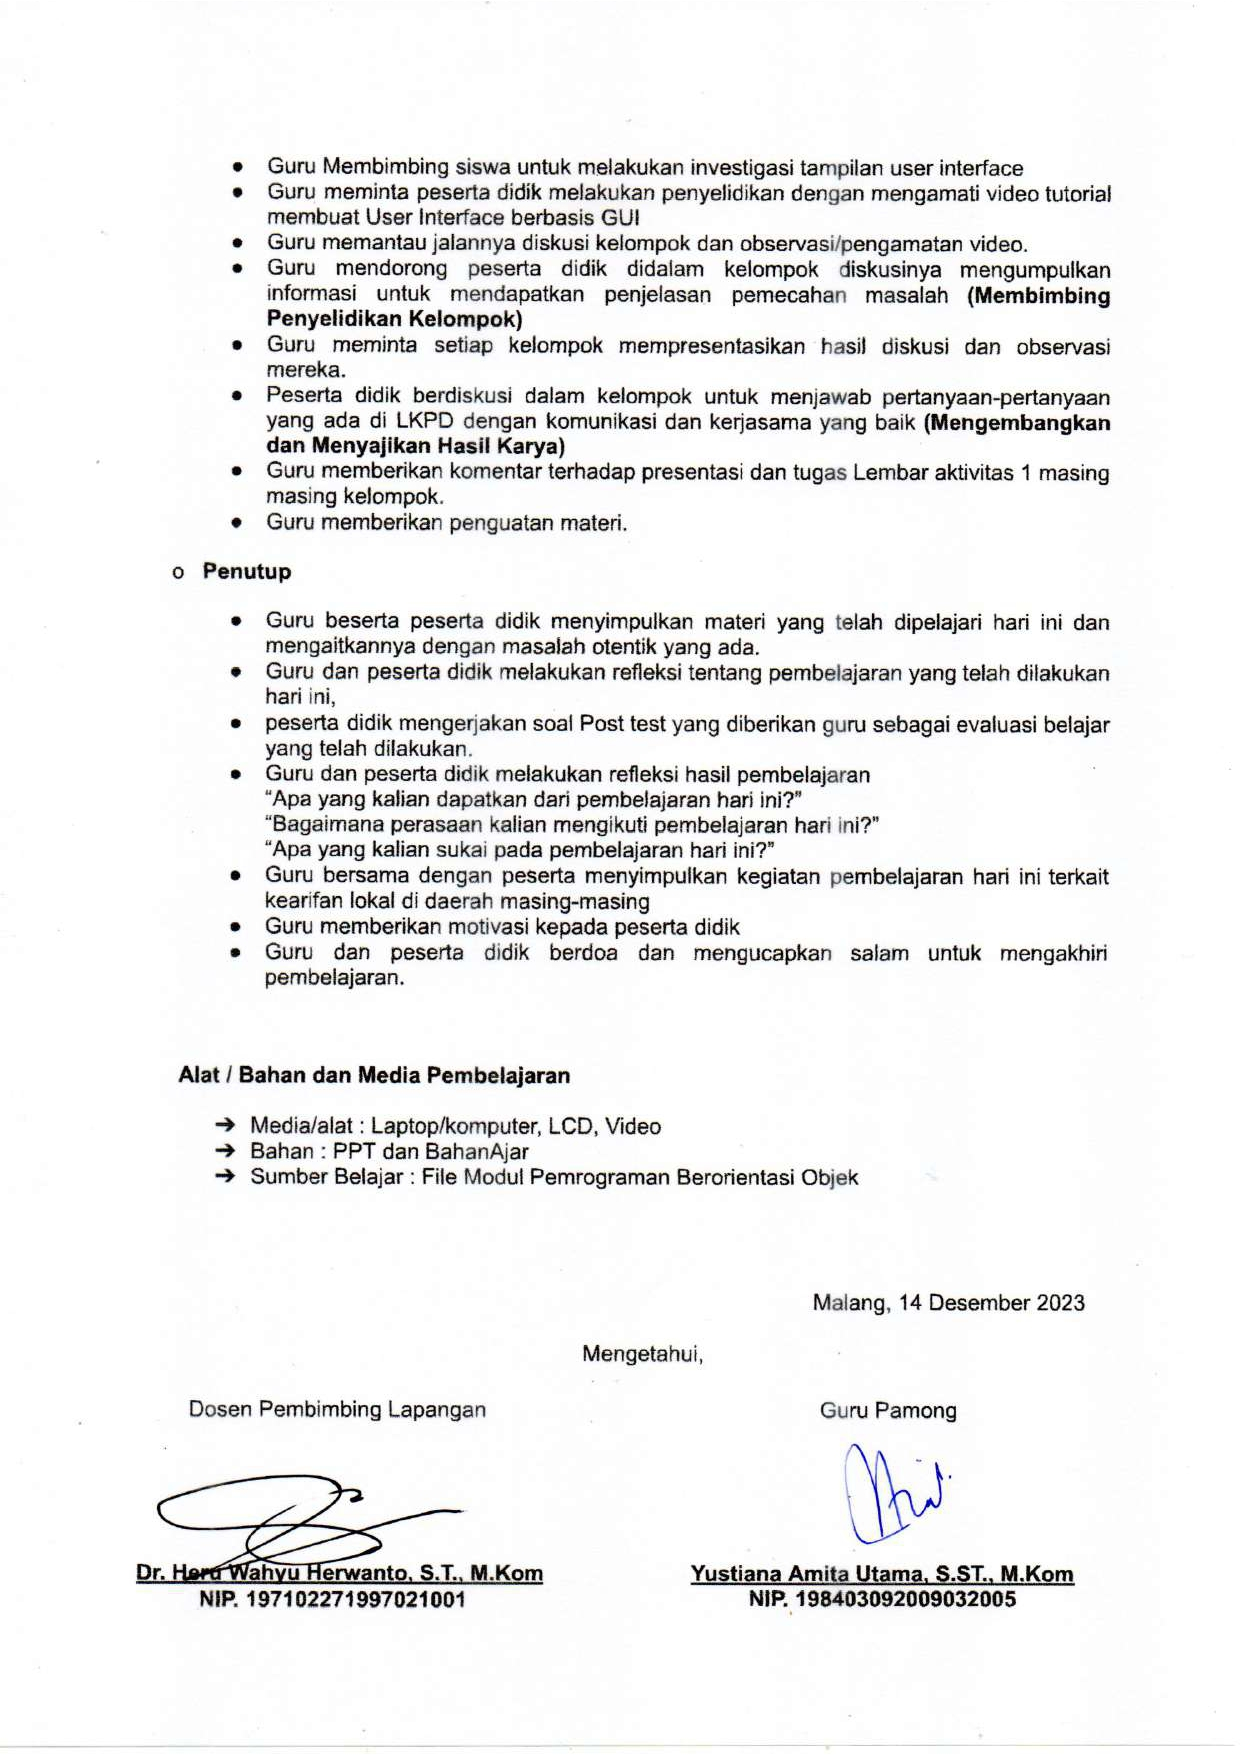 ● Guru Membimbing siswa untuk melakukan investigasi tampilan user interface
● Guru meminta peserta didik melakukan penyelidikan dengan mengamati video tutorial
membuat User Interface berbasis GUI
● Guru memantau jalannya diskusi kelompok dan observasi/pengamatan video.
● Guru mendorong peserta didik didalam kelompok diskusinya mengumpulkan
informasi untuk mendapatkan penjelasan pemecahan masalah (Membimbing
Penyelidikan Kelompok)
● Guru meminta setiap kelompok mempresentasikan hasil diskusi dan observasi
mereka.
● Peserta didik berdiskusi dalam kelompok untuk menjawab pertanyaan-pertanyaan
yang ada di LKPD dengan komunikasi dan kerjasama yang baik (Mengembangkan
dan Menyajikan Hasil Karya)
● Guru memberikan komentar terhadap presentasi dan tugas Lembar aktivitas 1 masing
masing kelompok.
● Guru memberikan penguatan materi.
o Penutup
● Guru beserta peserta didik menyimpulkan materi yang telah dipelajari hari ini dan
mengaitkannya dengan masalah otentik yang ada.
● Guru dan peserta didik melakukan refleksi tentang pembelajaran yang telah dilakukan
hari ini,
● peserta didik mengerjakan soal Post test yang diberikan guru sebagai evaluasi belajar
yang telah dilakukan.
● Guru dan peserta didik melakukan refleksi hasil pembelajaran
“Apa yang kalian dapatkan dari pembelajaran hari ini?”
“Bagaimana perasaan kalian mengikuti pembelajaran hari ini?”
“Apa yang kalian sukai pada pembelajaran hari ini?”
● Guru bersama dengan peserta menyimpulkan kegiatan pembelajaran hari ini terkait
kearifan lokal di daerah masing-masing
● Guru memberikan motivasi kepada peserta didik
● Guru dan peserta didik berdoa dan mengucapkan salam untuk mengakhiri
pembelajaran.
Alat / Bahan dan Media Pembelajaran
➔ Media/alat : Laptop/komputer, LCD, Video
➔ Bahan : PPT dan BahanAjar
➔ Sumber Belajar : File Modul Pemrograman Berorientasi Objek
Malang, 14 Desember 2023
Mengetahui,
Dosen Pembimbing Lapangan
Guru Pamong
Dr. Heru Wahyu Herwanto, S.T., M.Kom
Yustiana Amita Utama, S.ST., M.Kom
NIP. 197102271997021001
NIP. 198403092009032005